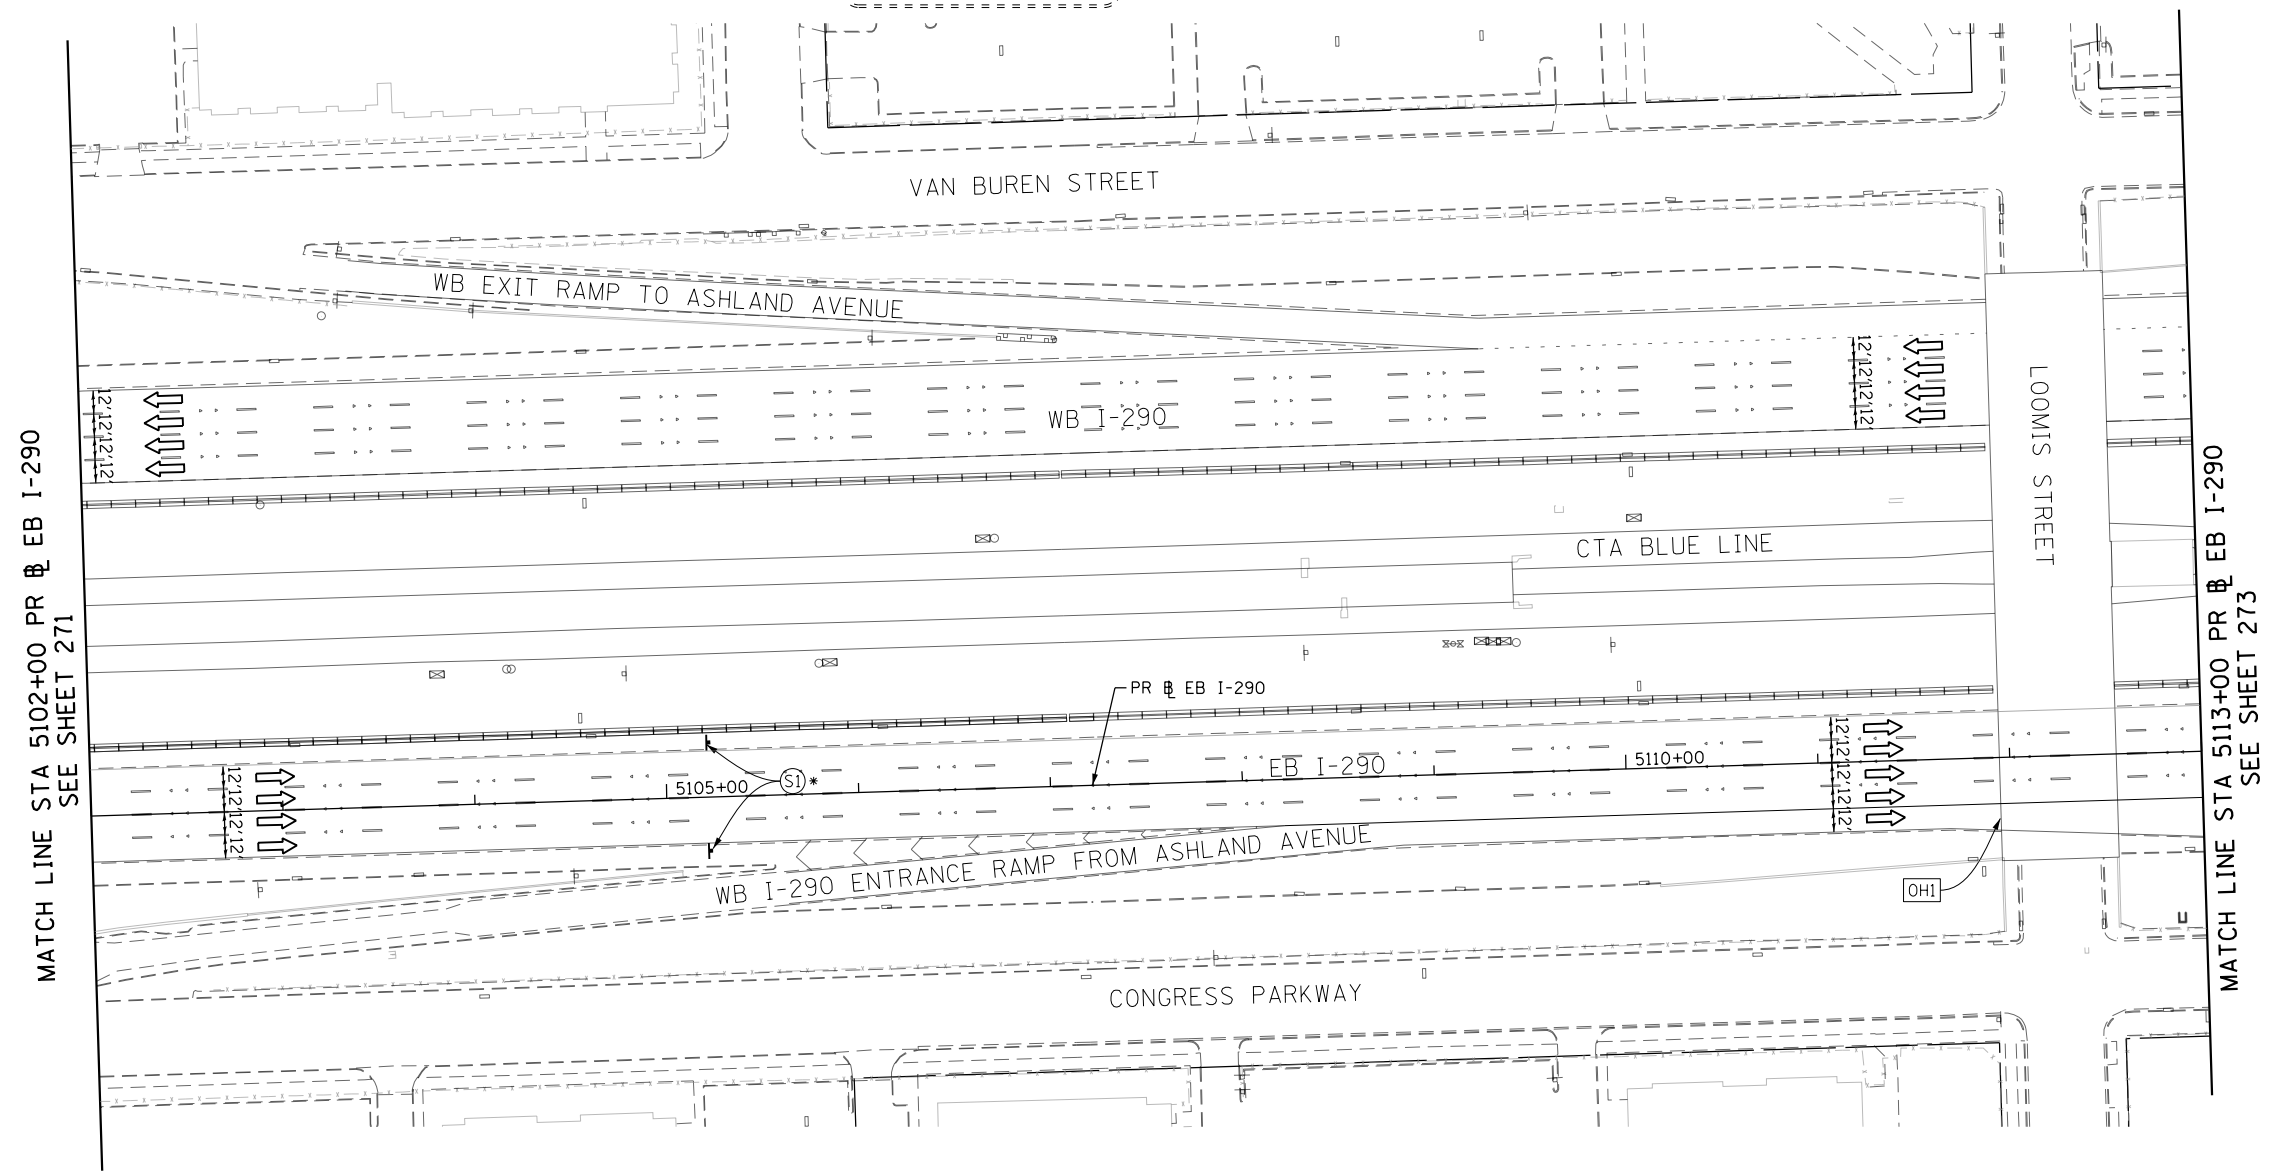 VAN BUREN STREET
WB EXIT RAMP TO ASHLAND AVENUE
12'12'12'12'
12'12'12'12'
WB I-290
LOOMIS STREET
MATCH LINE STA 5102+00 PR BL EB I-290
SEE SHEET 271
CTA BLUE LINE
PR BL EB I-290
MATCH LINE STA 5113+00 PR BL EB I-290
SEE SHEET 273
12'12'12'12'
5105+00
S1 *
EB I-290
5110+00
12'12'12'12'12'
WB I-290 ENTRANCE RAMP FROM ASHLAND AVENUE
OH1
CONGRESS PARKWAY